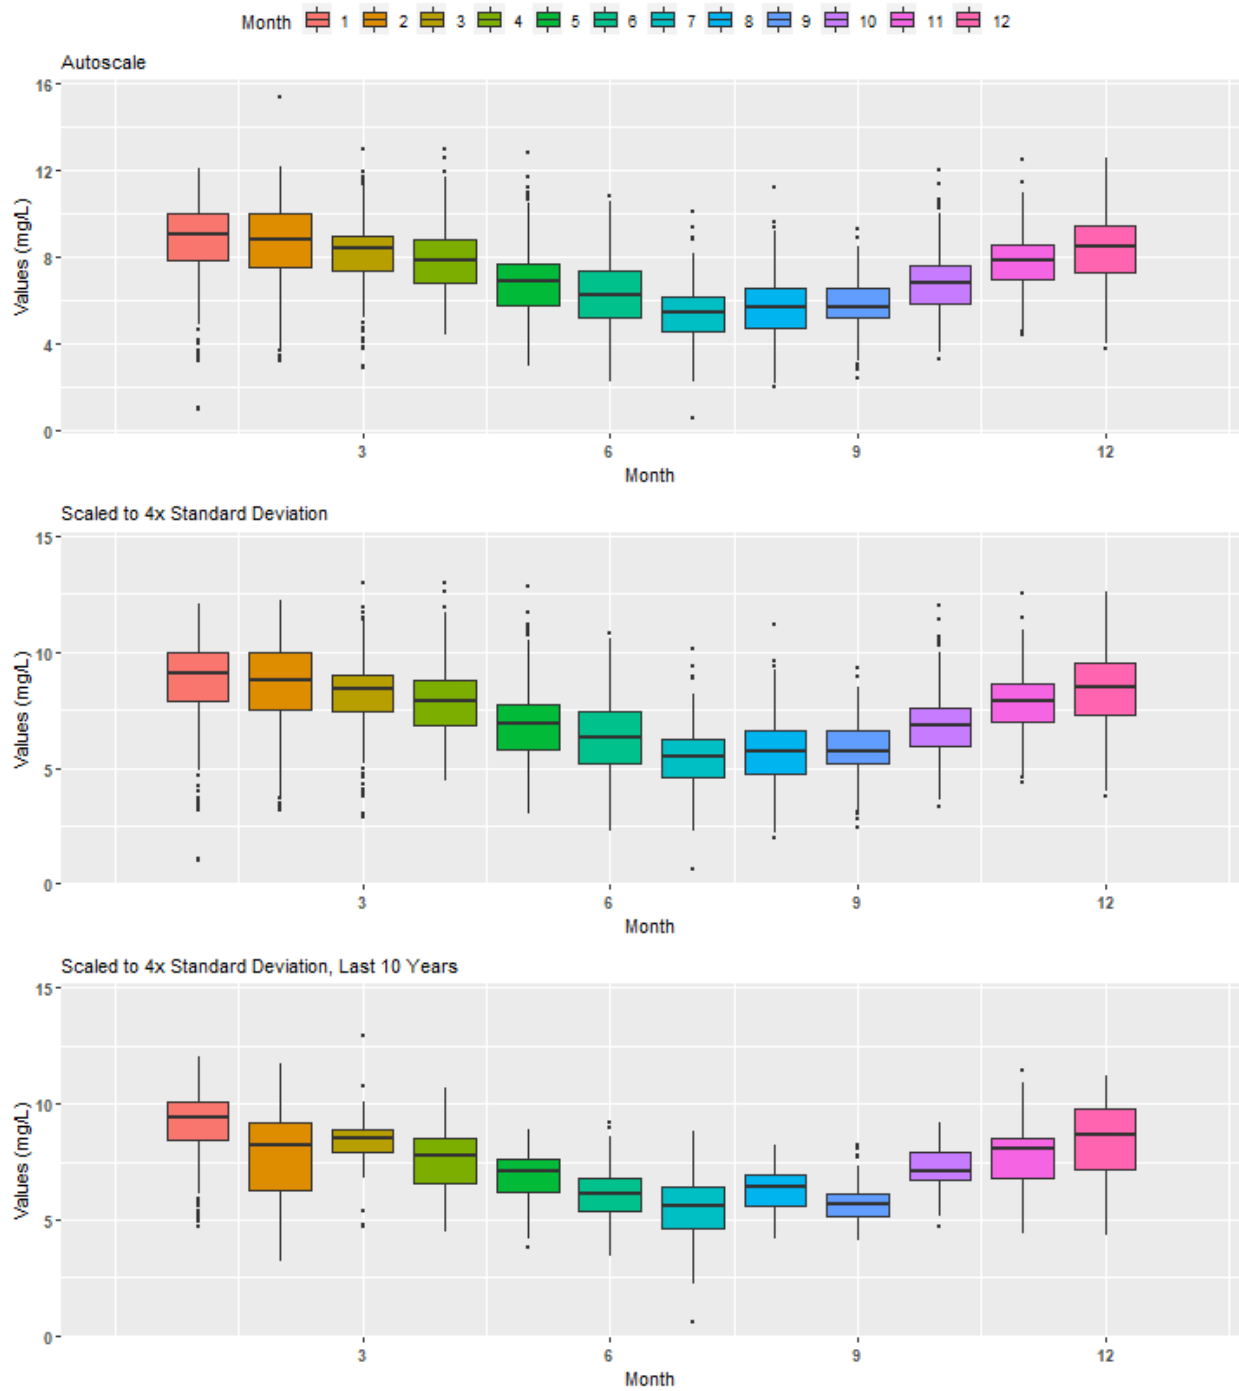 Month 1 2 3 4 5 6 7 8 9 10 11 12
Autoscale
Values (mg/L)
16
12
8
4
0
3 6 9 12
Month
Scaled to 4x Standard Deviation
Values (mg/L)
15
10
5
0
3 6 9 12
Month
Scaled to 4x Standard Deviation, Last 10 Years
Values (mg/L)
15
10
5
0
3 6 9 12
Month